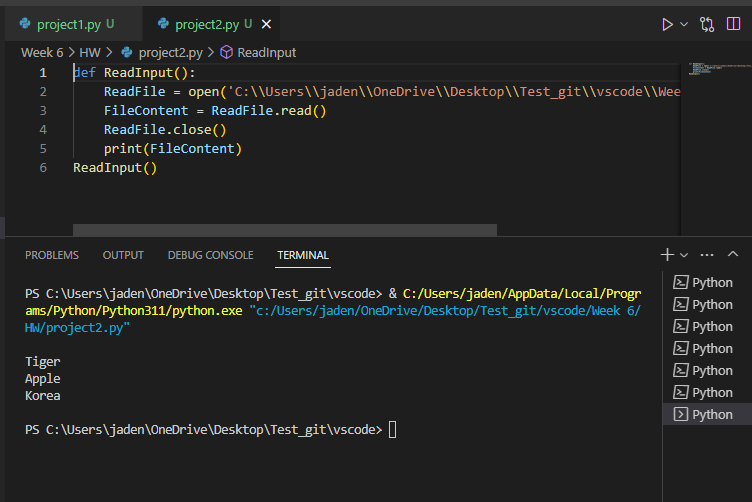 project1.py U
project2.py U
Week 6 > HW > project2.py > ReadInput
1 def ReadInput():
2 ReadFile = open('C:\\Users\\jaden\\OneDrive\\Desktop\\Test_git\\vscode\\Wee
3 FileContent = ReadFile.read()
4 ReadFile.close()
5 print(FileContent)
6 ReadInput()
PROBLEMS OUTPUT DEBUG CONSOLE TERMINAL
PS C:\Users\jaden\OneDrive\Desktop\Test_git\vscode> & C:/Users/jaden/AppData/Local/Progr
ams/Python/Python311/python.exe "c:/Users/jaden/OneDrive/Desktop/Test_git/vscode/Week 6/
HW/project2.py"
Tiger
Apple
Korea
PS C:\Users\jaden\OneDrive\Desktop\Test_git\vscode>
Python
Python
Python
Python
Python
Python
Python